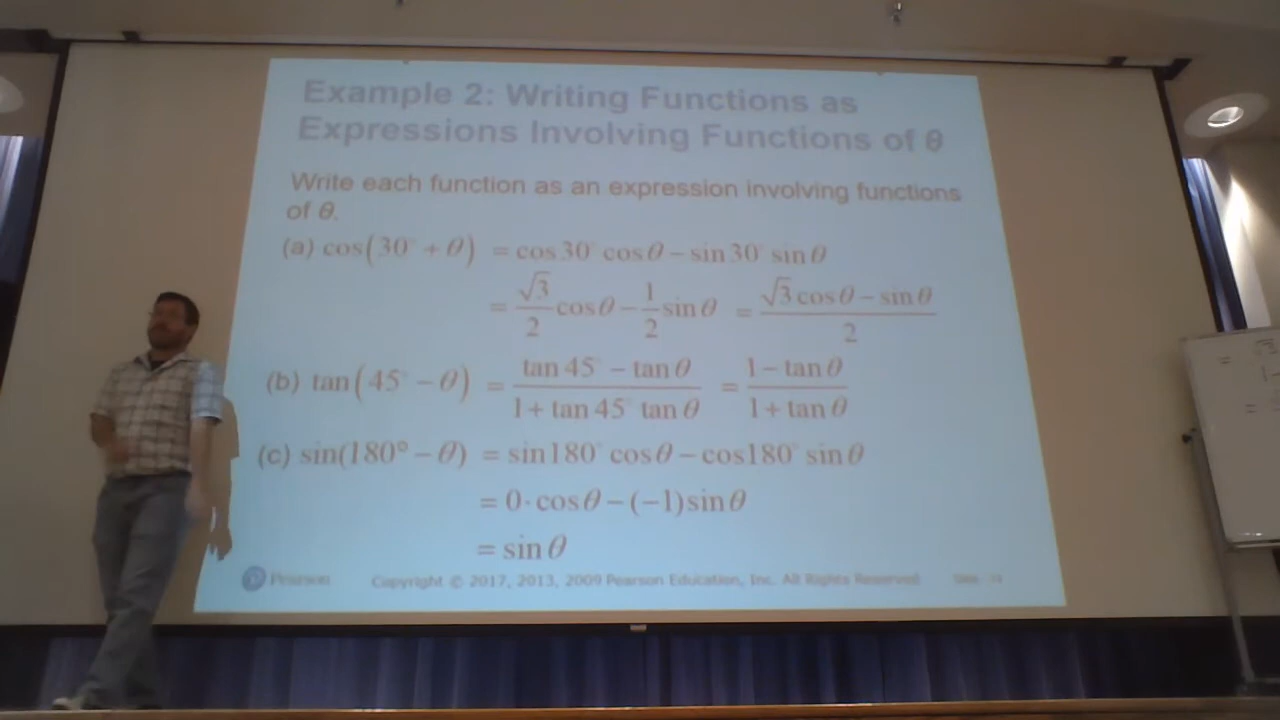 Example 2: Writing Functions as
Expressions Involving Functions of θ
Write each function as an expression involving functions
of θ.
(a) cos(30° + θ) = cos 30° cos θ − sin 30° sin θ
= √3/2 cos θ − 1/2 sin θ = (√3 cos θ − sin θ)/2
(b) tan(45° − θ) = (tan 45° − tan θ)/(1 + tan 45° tan θ) = (1 − tan θ)/(1 + tan θ)
(c) sin(180° − θ) = sin 180° cos θ − cos 180° sin θ
= 0 · cos θ − (−1) sin θ
= sin θ
Pearson Copyright © 2017, 2013, 2009 Pearson Education, Inc. All Rights Reserved